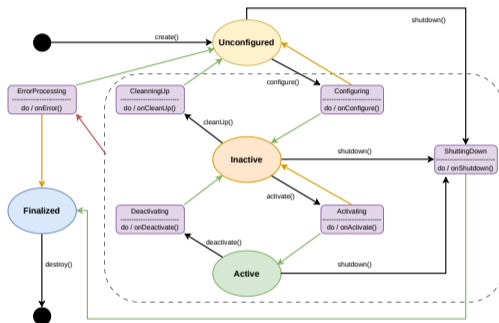 shutdown()
create()
Unconfigured
configure()
ErrorProcessing
do / onError()
CleanningUp
do / onCleanUp()
Configuring
do / onConfigure()
cleanUp()
Inactive
shutdown()
ShuttingDown
do / onShutdown()
activate()
Finalized
Deactivating
do / onDeactivate()
Activating
do / onActivate()
deactivate()
destroy()
Active
shutdown()